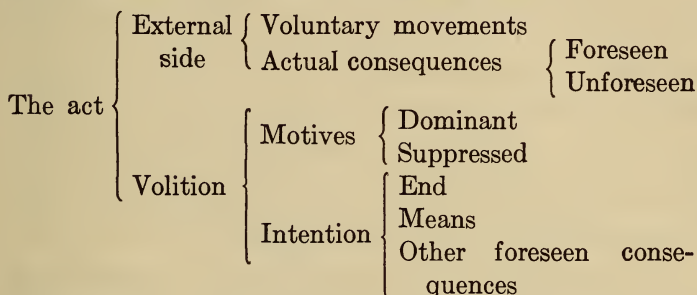 External
side
Voluntary movements
Actual consequences
Foreseen
Unforeseen
The act
Volition
Motives
Dominant
Suppressed
Intention
End
Means
Other foreseen conse-
quences